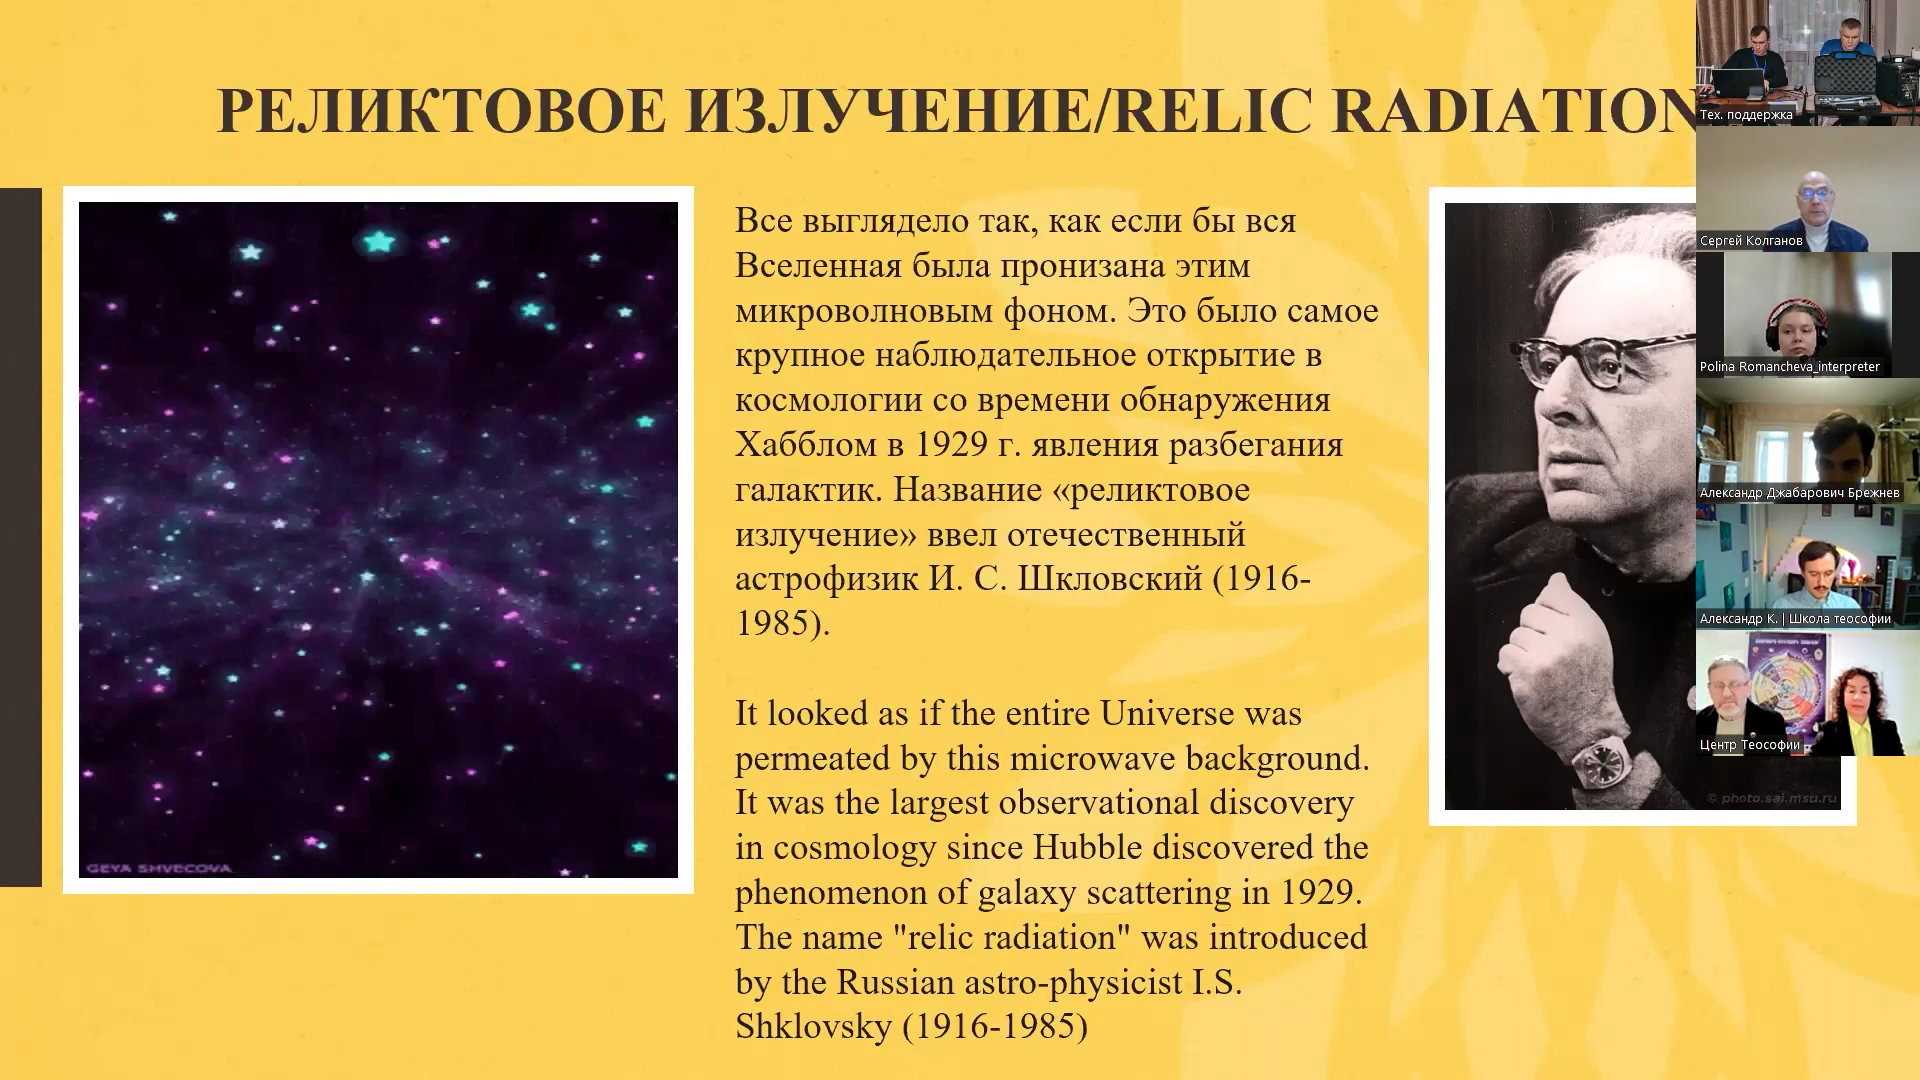 РЕЛИКТОВОЕ ИЗЛУЧЕНИЕ/RELIC RADIATION
Все выглядело так, как если бы вся
Вселенная была пронизана этим
микроволновым фоном. Это было самое
крупное наблюдательное открытие в
космологии со времени обнаружения
Хабблом в 1929 г. явления разбегания
галактик. Название «реликтовое
излучение» ввел отечественный
астрофизик И. С. Шкловский (1916-
1985).
It looked as if the entire Universe was
permeated by this microwave background.
It was the largest observational discovery
in cosmology since Hubble discovered the
phenomenon of galaxy scattering in 1929.
The name "relic radiation" was introduced
by the Russian astro-physicist I.S.
Shklovsky (1916-1985)
GEYA SHVECOVA
© photo.sai.msu.ru
Тех. поддержка
Сергей Колганов
Polina Romancheva_interpreter
Александр Джабарович Брежнев
Александр К. | Школа теософии
Центр Теософии